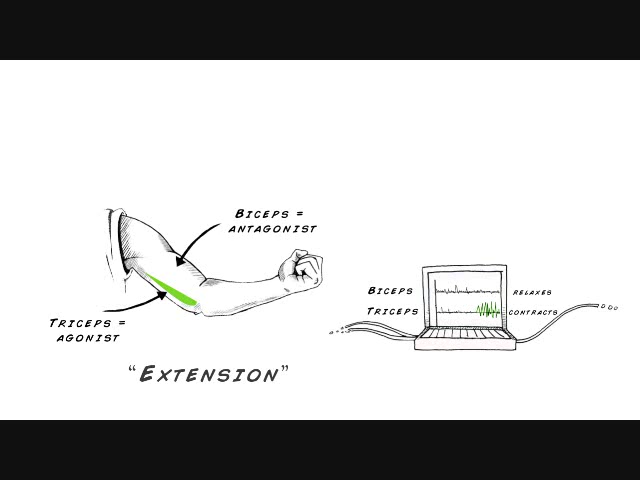 BICEPS =
ANTAGONIST
TRICEPS =
AGONIST
"EXTENSION"
BICEPS RELAXES
TRICEPS CONTRACTS